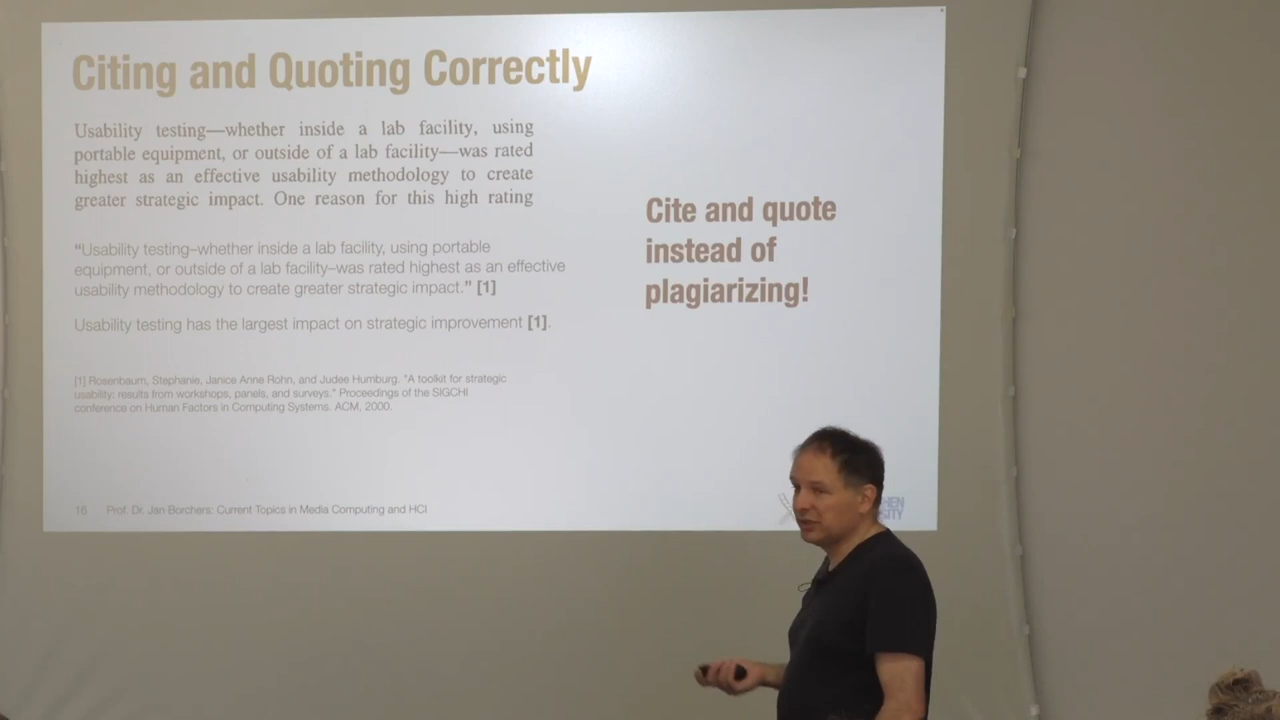 Citing and Quoting Correctly
Usability testing—whether inside a lab facility, using
portable equipment, or outside of a lab facility—was rated
highest as an effective usability methodology to create
greater strategic impact. One reason for this high rating
“Usability testing–whether inside a lab facility, using portable
equipment, or outside of a lab facility–was rated highest as an effective
usability methodology to create greater strategic impact.” [1]
Usability testing has the largest impact on strategic improvement [1].
[1] Rosenbaum, Stephanie, Janice Anne Rohn, and Judee Humburg. "A toolkit for strategic
usability: results from workshops, panels, and surveys." Proceedings of the SIGCHI
conference on Human Factors in Computing Systems. ACM, 2000.
Cite and quote
instead of
plagiarizing!
16 Prof. Dr. Jan Borchers: Current Topics in Media Computing and HCI